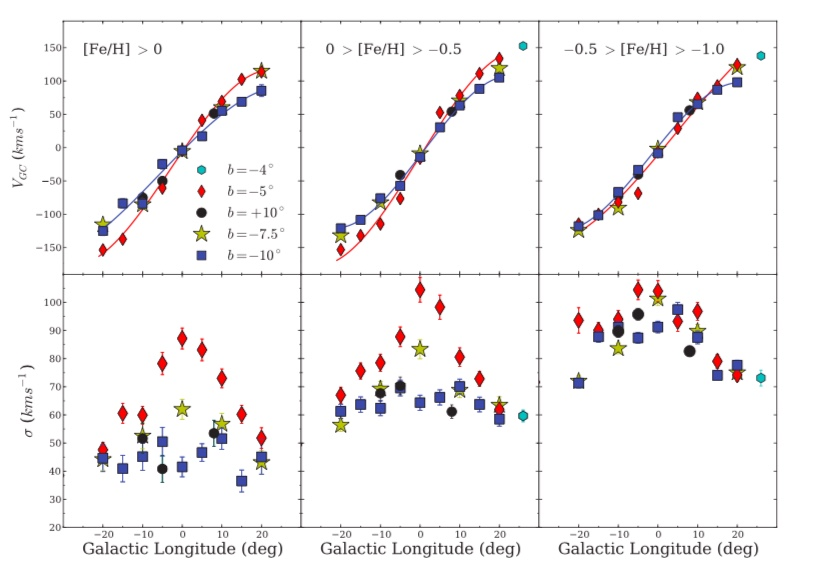 [Fe/H] > 0
0 > [Fe/H] > −0.5
−0.5 > [Fe/H] > −1.0
V_GC (kms⁻¹)
150
100
50
0
−50
−100
−150
b=−4°
b=−5°
b=+10°
b=−7.5°
b=−10°
σ (kms⁻¹)
100
90
80
70
60
50
40
30
20
−20 −10 0 10 20
−20 −10 0 10 20
−20 −10 0 10 20 30
Galactic Longitude (deg)
Galactic Longitude (deg)
Galactic Longitude (deg)